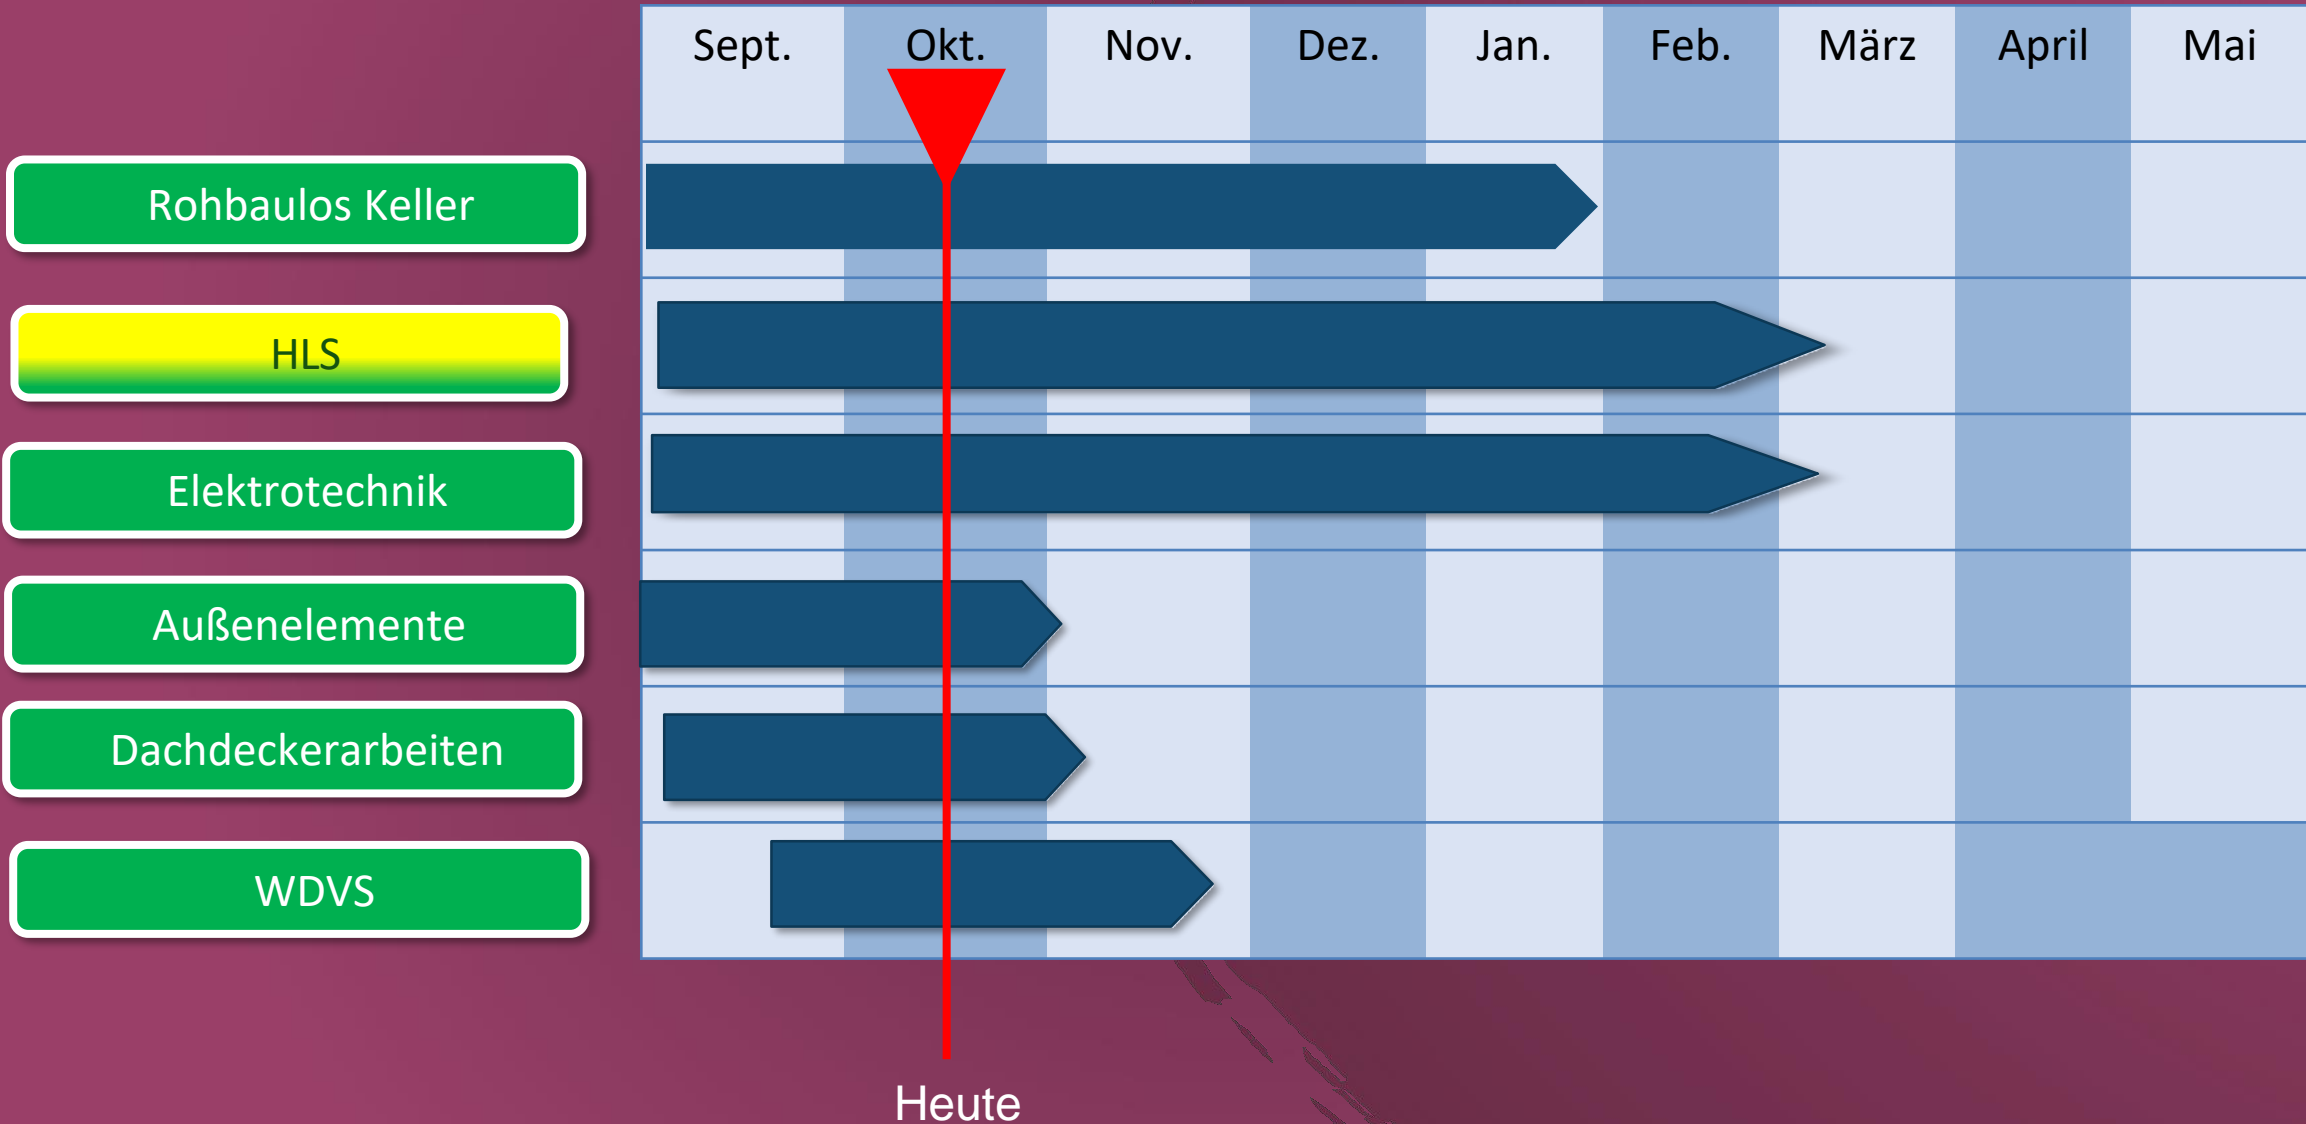 Sept. Okt. Nov. Dez. Jan. Feb. März April Mai
Rohbaulos Keller
HLS
Elektrotechnik
Außenelemente
Dachdeckerarbeiten
WDVS
Heute